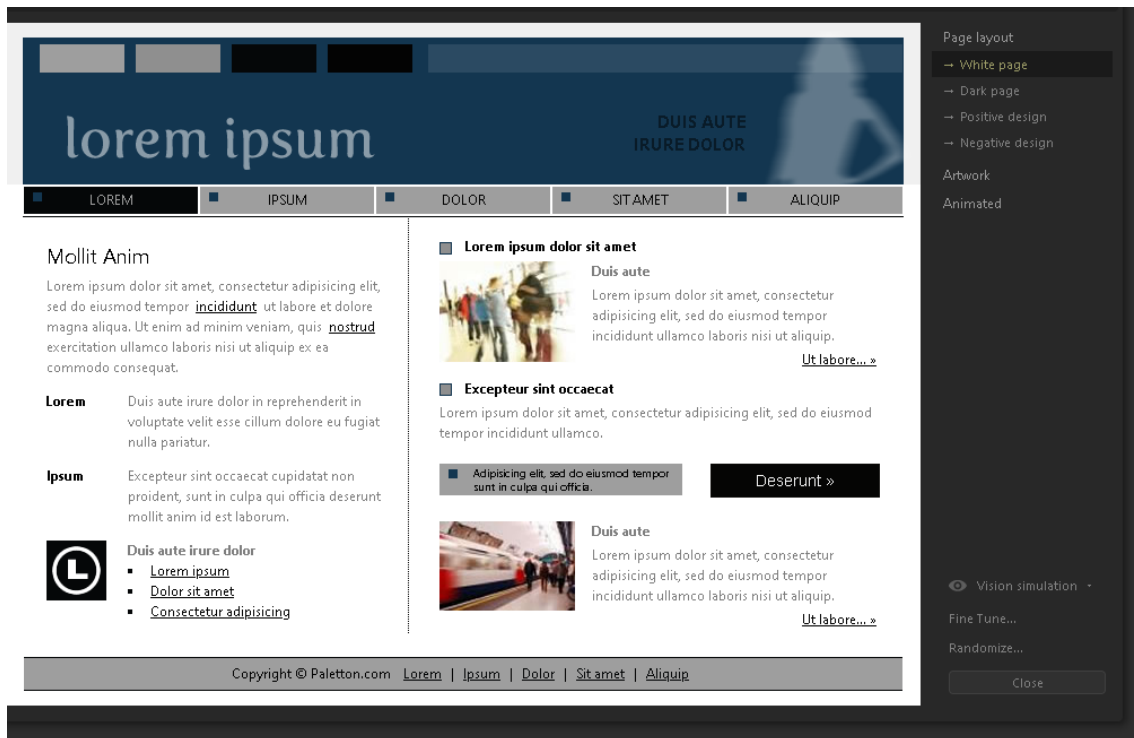 lorem ipsum
DUIS AUTE
IRURE DOLOR
LOREM
IPSUM
DOLOR
SIT AMET
ALIQUIP
Mollit Anim
Lorem ipsum dolor sit amet, consectetur adipisicing elit,
sed do eiusmod tempor incididunt ut labore et dolore
magna aliqua. Ut enim ad minim veniam, quis nostrud
exercitation ullamco laboris nisi ut aliquip ex ea
commodo consequat.
Lorem
Duis aute irure dolor in reprehenderit in
voluptate velit esse cillum dolore eu fugiat
nulla pariatur.
Ipsum
Excepteur sint occaecat cupidatat non
proident, sunt in culpa qui officia deserunt
mollit anim id est laborum.
L
Duis aute irure dolor
Lorem ipsum
Dolor sit amet
Consectetur adipisicing
Lorem ipsum dolor sit amet
Duis aute
Lorem ipsum dolor sit amet, consectetur
adipisicing elit, sed do eiusmod tempor
incididunt ullamco laboris nisi ut aliquip.
Ut labore... »
Excepteur sint occaecat
Lorem ipsum dolor sit amet, consectetur adipisicing elit, sed do eiusmod
tempor incididunt ullamco.
Adipisicing elit, sed do eiusmod tempor
sunt in culpa qui officia.
Deserunt »
Duis aute
Lorem ipsum dolor sit amet, consectetur
adipisicing elit, sed do eiusmod tempor
incididunt ullamco laboris nisi ut aliquip.
Ut labore... »
Copyright © Paletton.com Lorem | Ipsum | Dolor | Sit amet | Aliquip
Page layout
→ White page
→ Dark page
→ Positive design
→ Negative design
Artwork
Animated
Vision simulation
Fine Tune...
Randomize...
Close